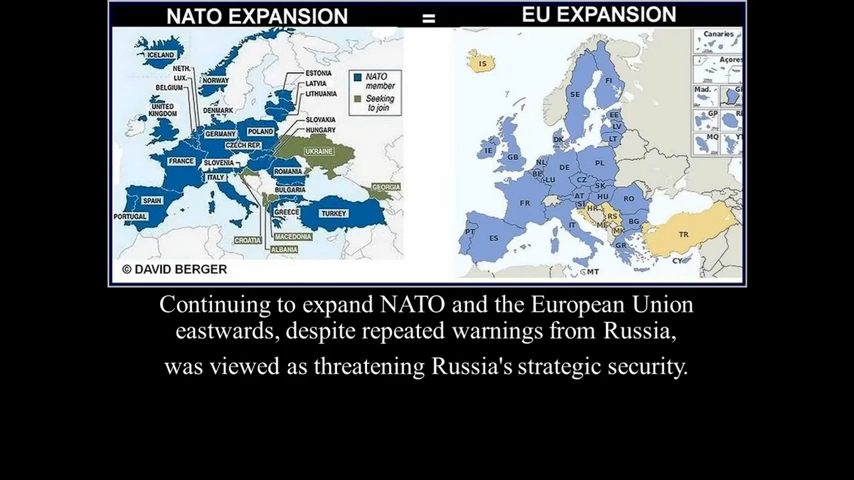 NATO EXPANSION = EU EXPANSION
ICELAND
NETH.
LUX.
BELGIUM
NORWAY
ESTONIA
LATVIA
LITHUANIA
NATO
member
Seeking
to join
UNITED
KINGDOM
DENMARK
SLOVAKIA
HUNGARY
GERMANY
POLAND
CZECH REP.
UKRAINE
FRANCE
SLOVENIA
ITALY
ROMANIA
BULGARIA
GEORGIA
SPAIN
PORTUGAL
GREECE
TURKEY
CROATIA
MACEDONIA
ALBANIA
© DAVID BERGER
Canaries
Açores
Mad.
GP
MQ
IS
SE
FI
EE
LV
LT
DK
IE
GB
NL
BE
LU
DE
PL
CZ
SK
FR
AT
HU
RO
SI
HR
RS
ME
MK
BG
IT
PT
ES
GR
TR
MT
CY
Continuing to expand NATO and the European Union
eastwards, despite repeated warnings from Russia,
was viewed as threatening Russia's strategic security.